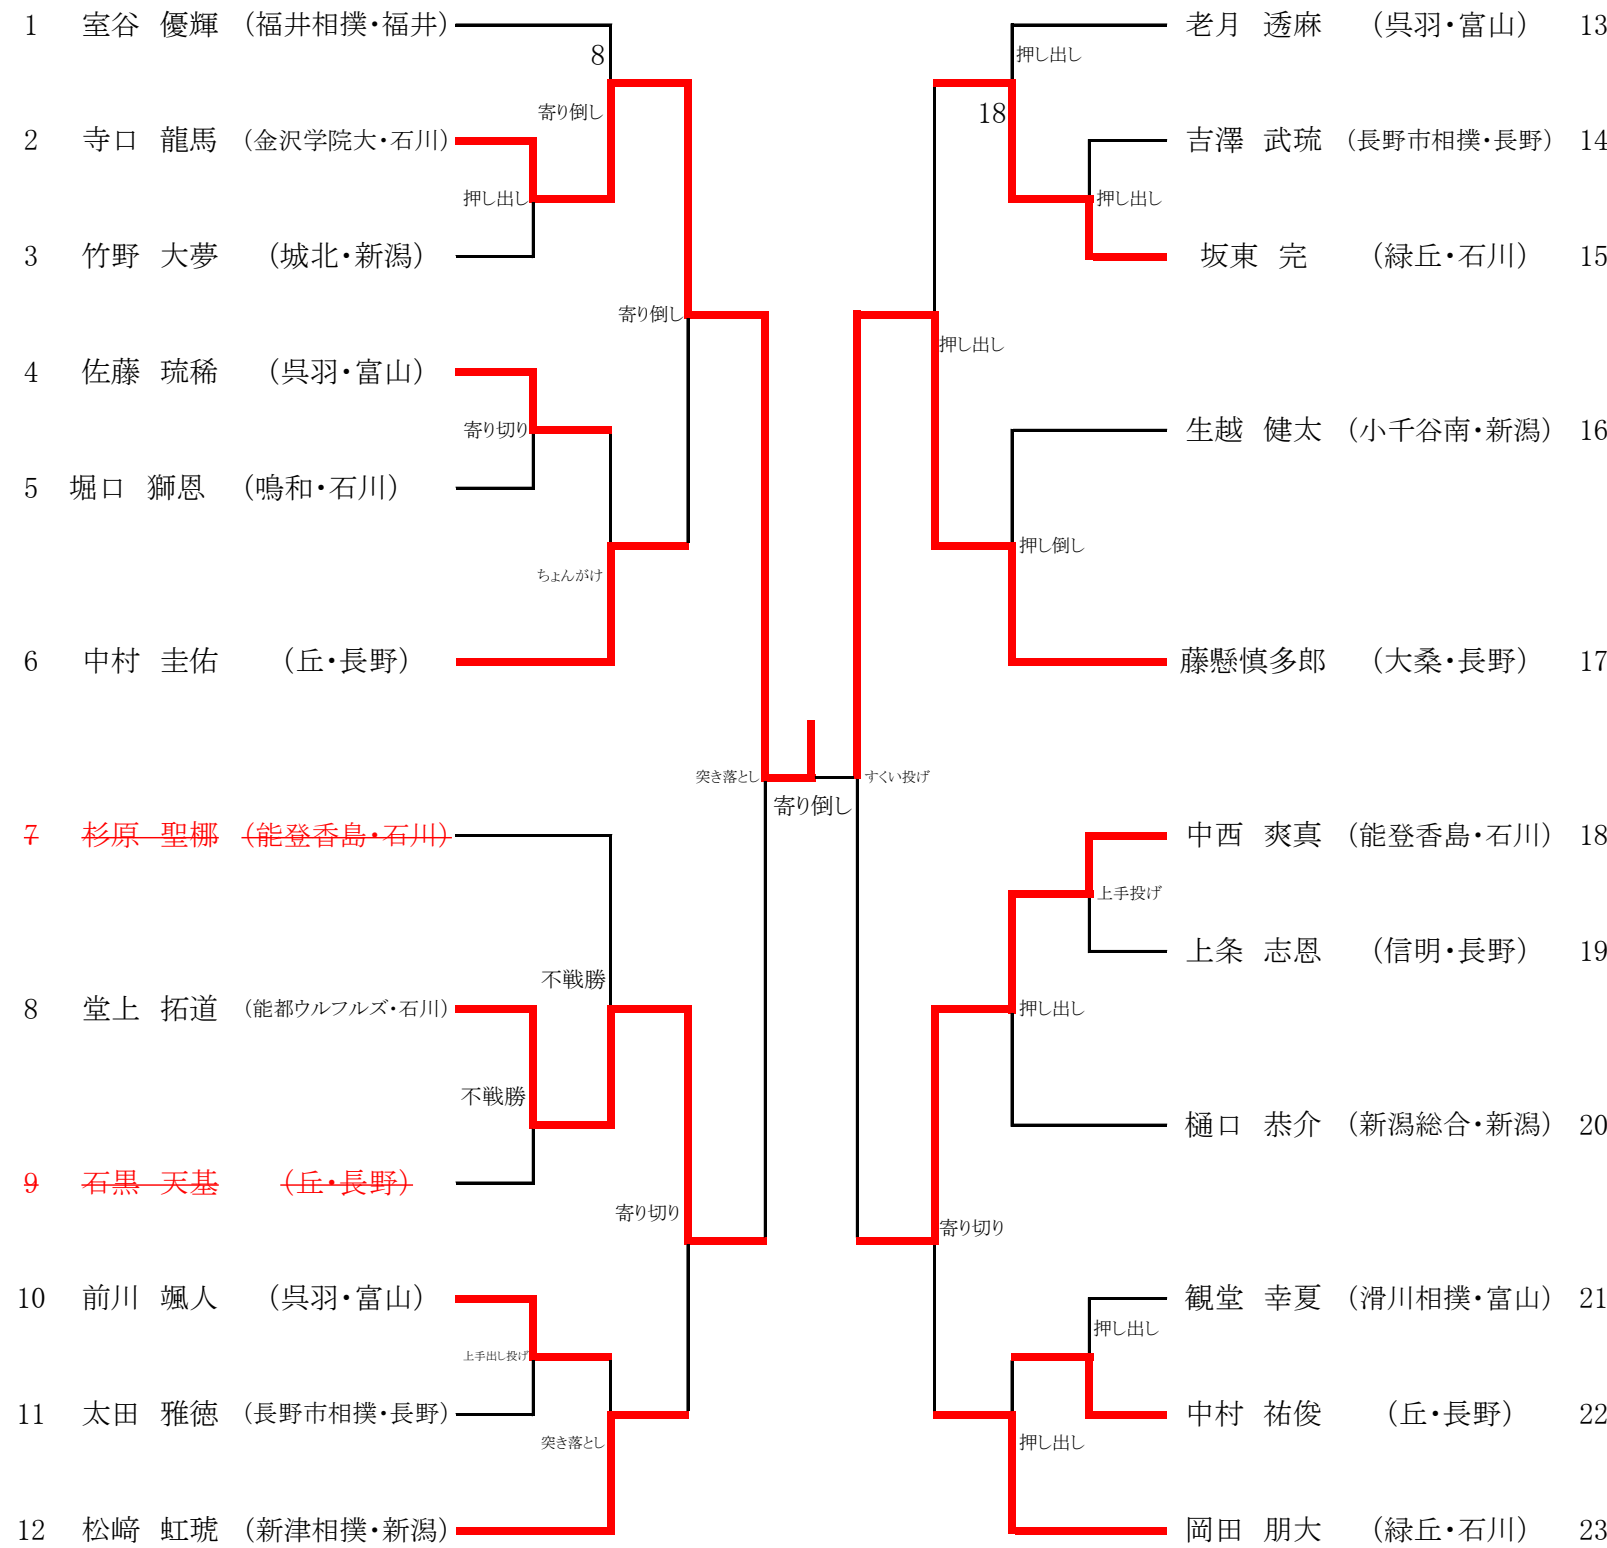 1 室谷 優輝 (福井相撲・福井)
8
寄り倒し
2 寺口 龍馬 (金沢学院大・石川)
押し出し
3 竹野 大夢 (城北・新潟)
寄り倒し
4 佐藤 琉稀 (呉羽・富山)
寄り切り
5 堀口 獅恩 (鳴和・石川)
ちょんがけ
6 中村 圭佑 (丘・長野)
突き落とし
寄り倒し
7 杉原 聖梛 (能登香島・石川)
不戦勝
8 堂上 拓道 (能都ウルフルズ・石川)
不戦勝
9 石黒 天基 (丘・長野)
寄り切り
10 前川 颯人 (呉羽・富山)
上手出し投げ
11 太田 雅徳 (長野市相撲・長野)
突き落とし
12 松﨑 虹琥 (新津相撲・新潟)
老月 透麻 (呉羽・富山) 13
押し出し
18
吉澤 武琉 (長野市相撲・長野) 14
押し出し
坂東 完 (緑丘・石川) 15
押し出し
生越 健太 (小千谷南・新潟) 16
押し倒し
藤懸慎多郎 (大桑・長野) 17
すくい投げ
中西 爽真 (能登香島・石川) 18
上手投げ
上条 志恩 (信明・長野) 19
押し出し
樋口 恭介 (新潟総合・新潟) 20
寄り切り
観堂 幸夏 (滑川相撲・富山) 21
押し出し
中村 祐俊 (丘・長野) 22
押し出し
岡田 朋大 (緑丘・石川) 23